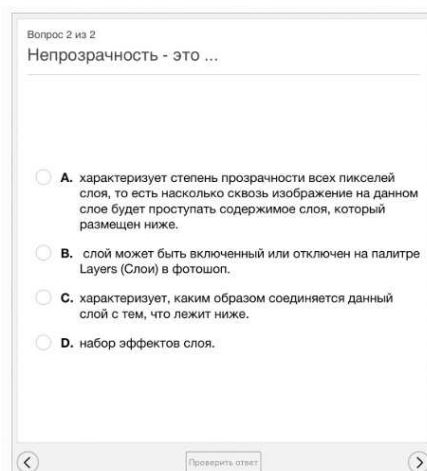 Вопрос 2 из 2
Непрозрачность - это ...
A. характеризует степень прозрачности всех пикселей
слоя, то есть насколько сквозь изображение на данном
слое будет проступать содержимое слоя, который
размещен ниже.
B. слой может быть включенный или отключен на палитре
Layers (Слои) в фотошоп.
C. характеризует, каким образом соединяется данный
слой с тем, что лежит ниже.
D. набор эффектов слоя.
Проверить ответ